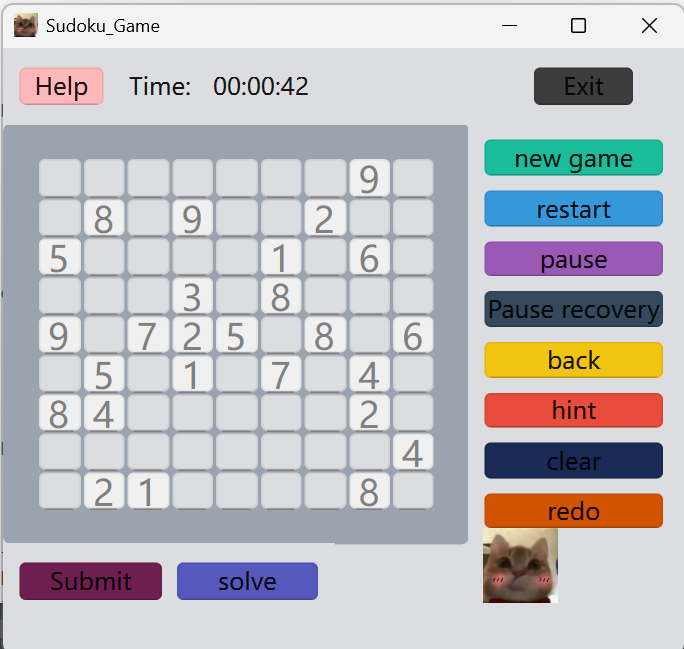 Sudoku_Game
Help Time: 00:00:42 Exit
9
8 9 2
5 1 6
3 8
9 7 2 5 8 6
5 1 7 4
8 4 2
4
2 1 8
new game
restart
pause
Pause recovery
back
hint
clear
redo
Submit solve